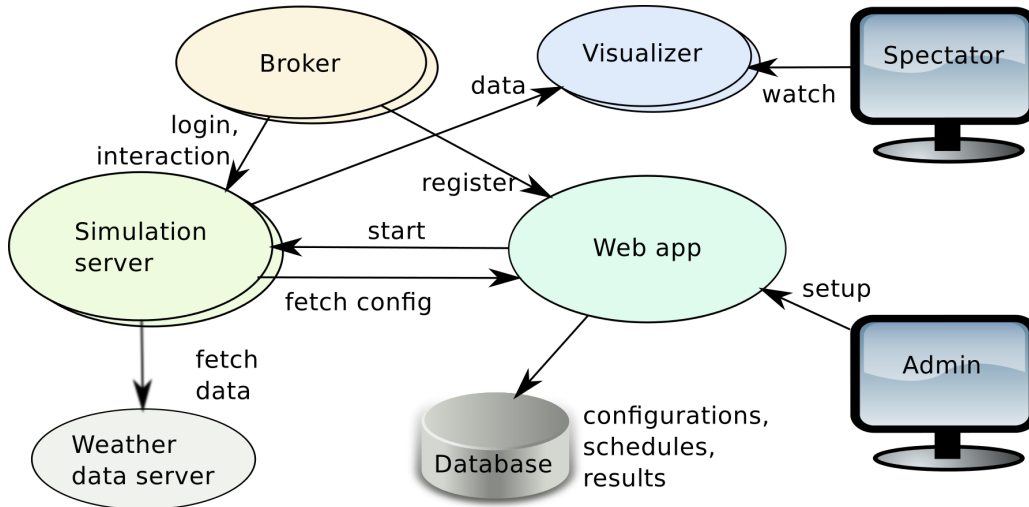 Broker
Visualizer
Spectator
data
watch
login,
interaction
register
Simulation
server
start
Web app
fetch config
setup
fetch
data
Admin
configurations,
schedules,
results
Weather
data server
Database